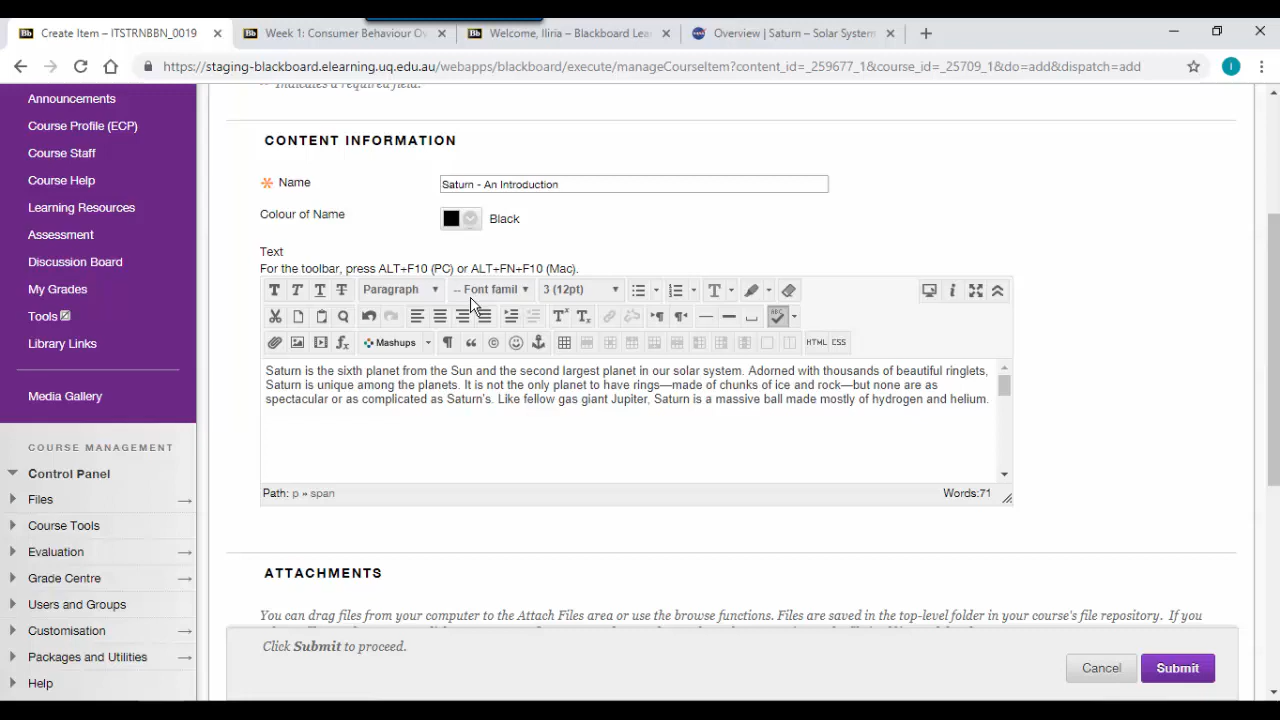 Create Item – ITSTRNBBN_0019
Week 1: Consumer Behaviour Ov
Welcome, Iliria – Blackboard Lea
Overview | Saturn – Solar System
https://staging-blackboard.elearning.uq.edu.au/webapps/blackboard/execute/manageCourseItem?content_id=_259677_1&course_id=_25709_1&do=add&dispatch=add
Announcements
Course Profile (ECP)
Course Staff
Course Help
Learning Resources
Assessment
Discussion Board
My Grades
Tools
Library Links
Media Gallery
COURSE MANAGEMENT
Control Panel
Files
Course Tools
Evaluation
Grade Centre
Users and Groups
Customisation
Packages and Utilities
Help
Indicates a required field.
CONTENT INFORMATION
Name
Saturn - An Introduction
Colour of Name
Black
Text
For the toolbar, press ALT+F10 (PC) or ALT+FN+F10 (Mac).
T T T T Paragraph -- Font famil 3 (12pt)
Mashups
HTML CSS
Saturn is the sixth planet from the Sun and the second largest planet in our solar system. Adorned with thousands of beautiful ringlets,
Saturn is unique among the planets. It is not the only planet to have rings—made of chunks of ice and rock—but none are as
spectacular or as complicated as Saturn's. Like fellow gas giant Jupiter, Saturn is a massive ball made mostly of hydrogen and helium.
Path: p » span
Words:71
ATTACHMENTS
You can drag files from your computer to the Attach Files area or use the browse functions. Files are saved in the top-level folder in your course's file repository. If you
Click Submit to proceed.
Cancel
Submit